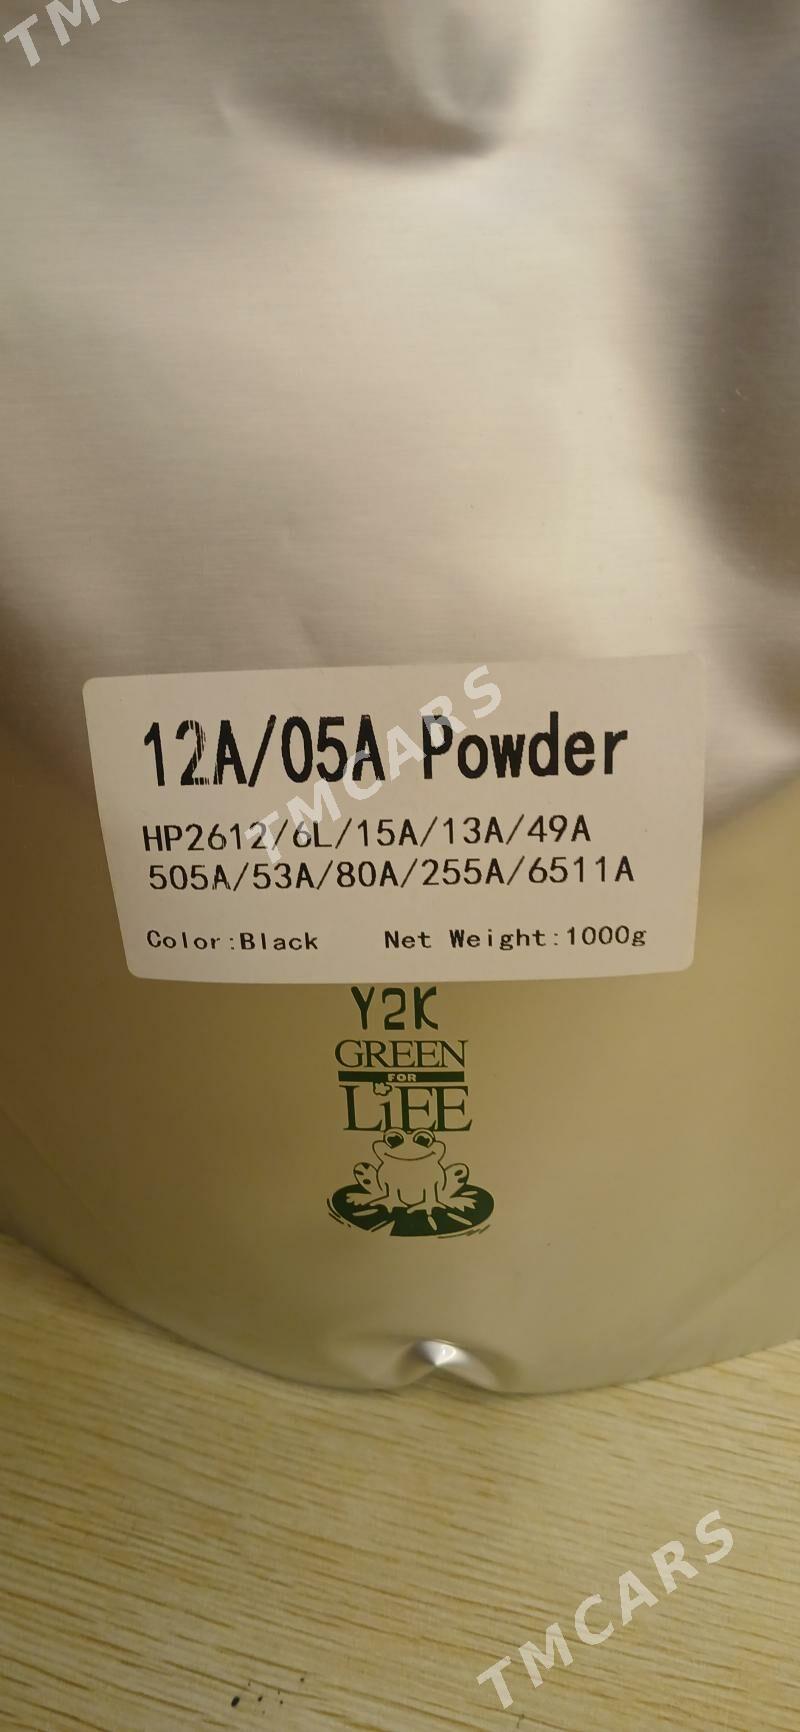 TMC
12A/05A Powder
TMCARS
HP2612/6L/15A/13A/49A
505A/53A/80A/255A/6511A
Color:Black Net Weight:1000g
Y2K
GREEN
FOR
LiFE
TMCARS